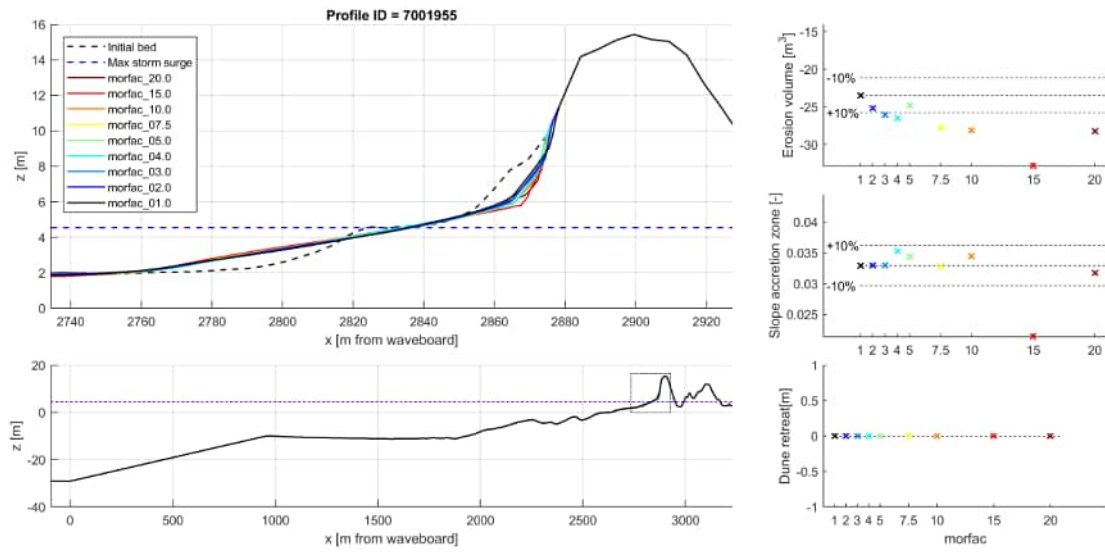 Profile ID = 7001955
16
14
12
10
8
6
4
2
0
z [m]
Initial bed
Max storm surge
morfac_20.0
morfac_15.0
morfac_10.0
morfac_07.5
morfac_05.0
morfac_04.0
morfac_03.0
morfac_02.0
morfac_01.0
2740 2760 2780 2800 2820 2840 2860 2880 2900 2920
x [m from waveboard]
20
0
-20
-40
z [m]
0 500 1000 1500 2000 2500 3000
x [m from waveboard]
Erosion volume [m³]
-15
-20
-25
-30
-10%
+10%
1 2 3 4 5 7.5 10 15 20
Slope accretion zone [-]
0.04
0.035
0.03
0.025
+10%
-10%
1 2 3 4 5 7.5 10 15 20
Dune retreat[m]
1
0.5
0
-0.5
-1
1 2 3 4 5 7.5 10 15 20
morfac